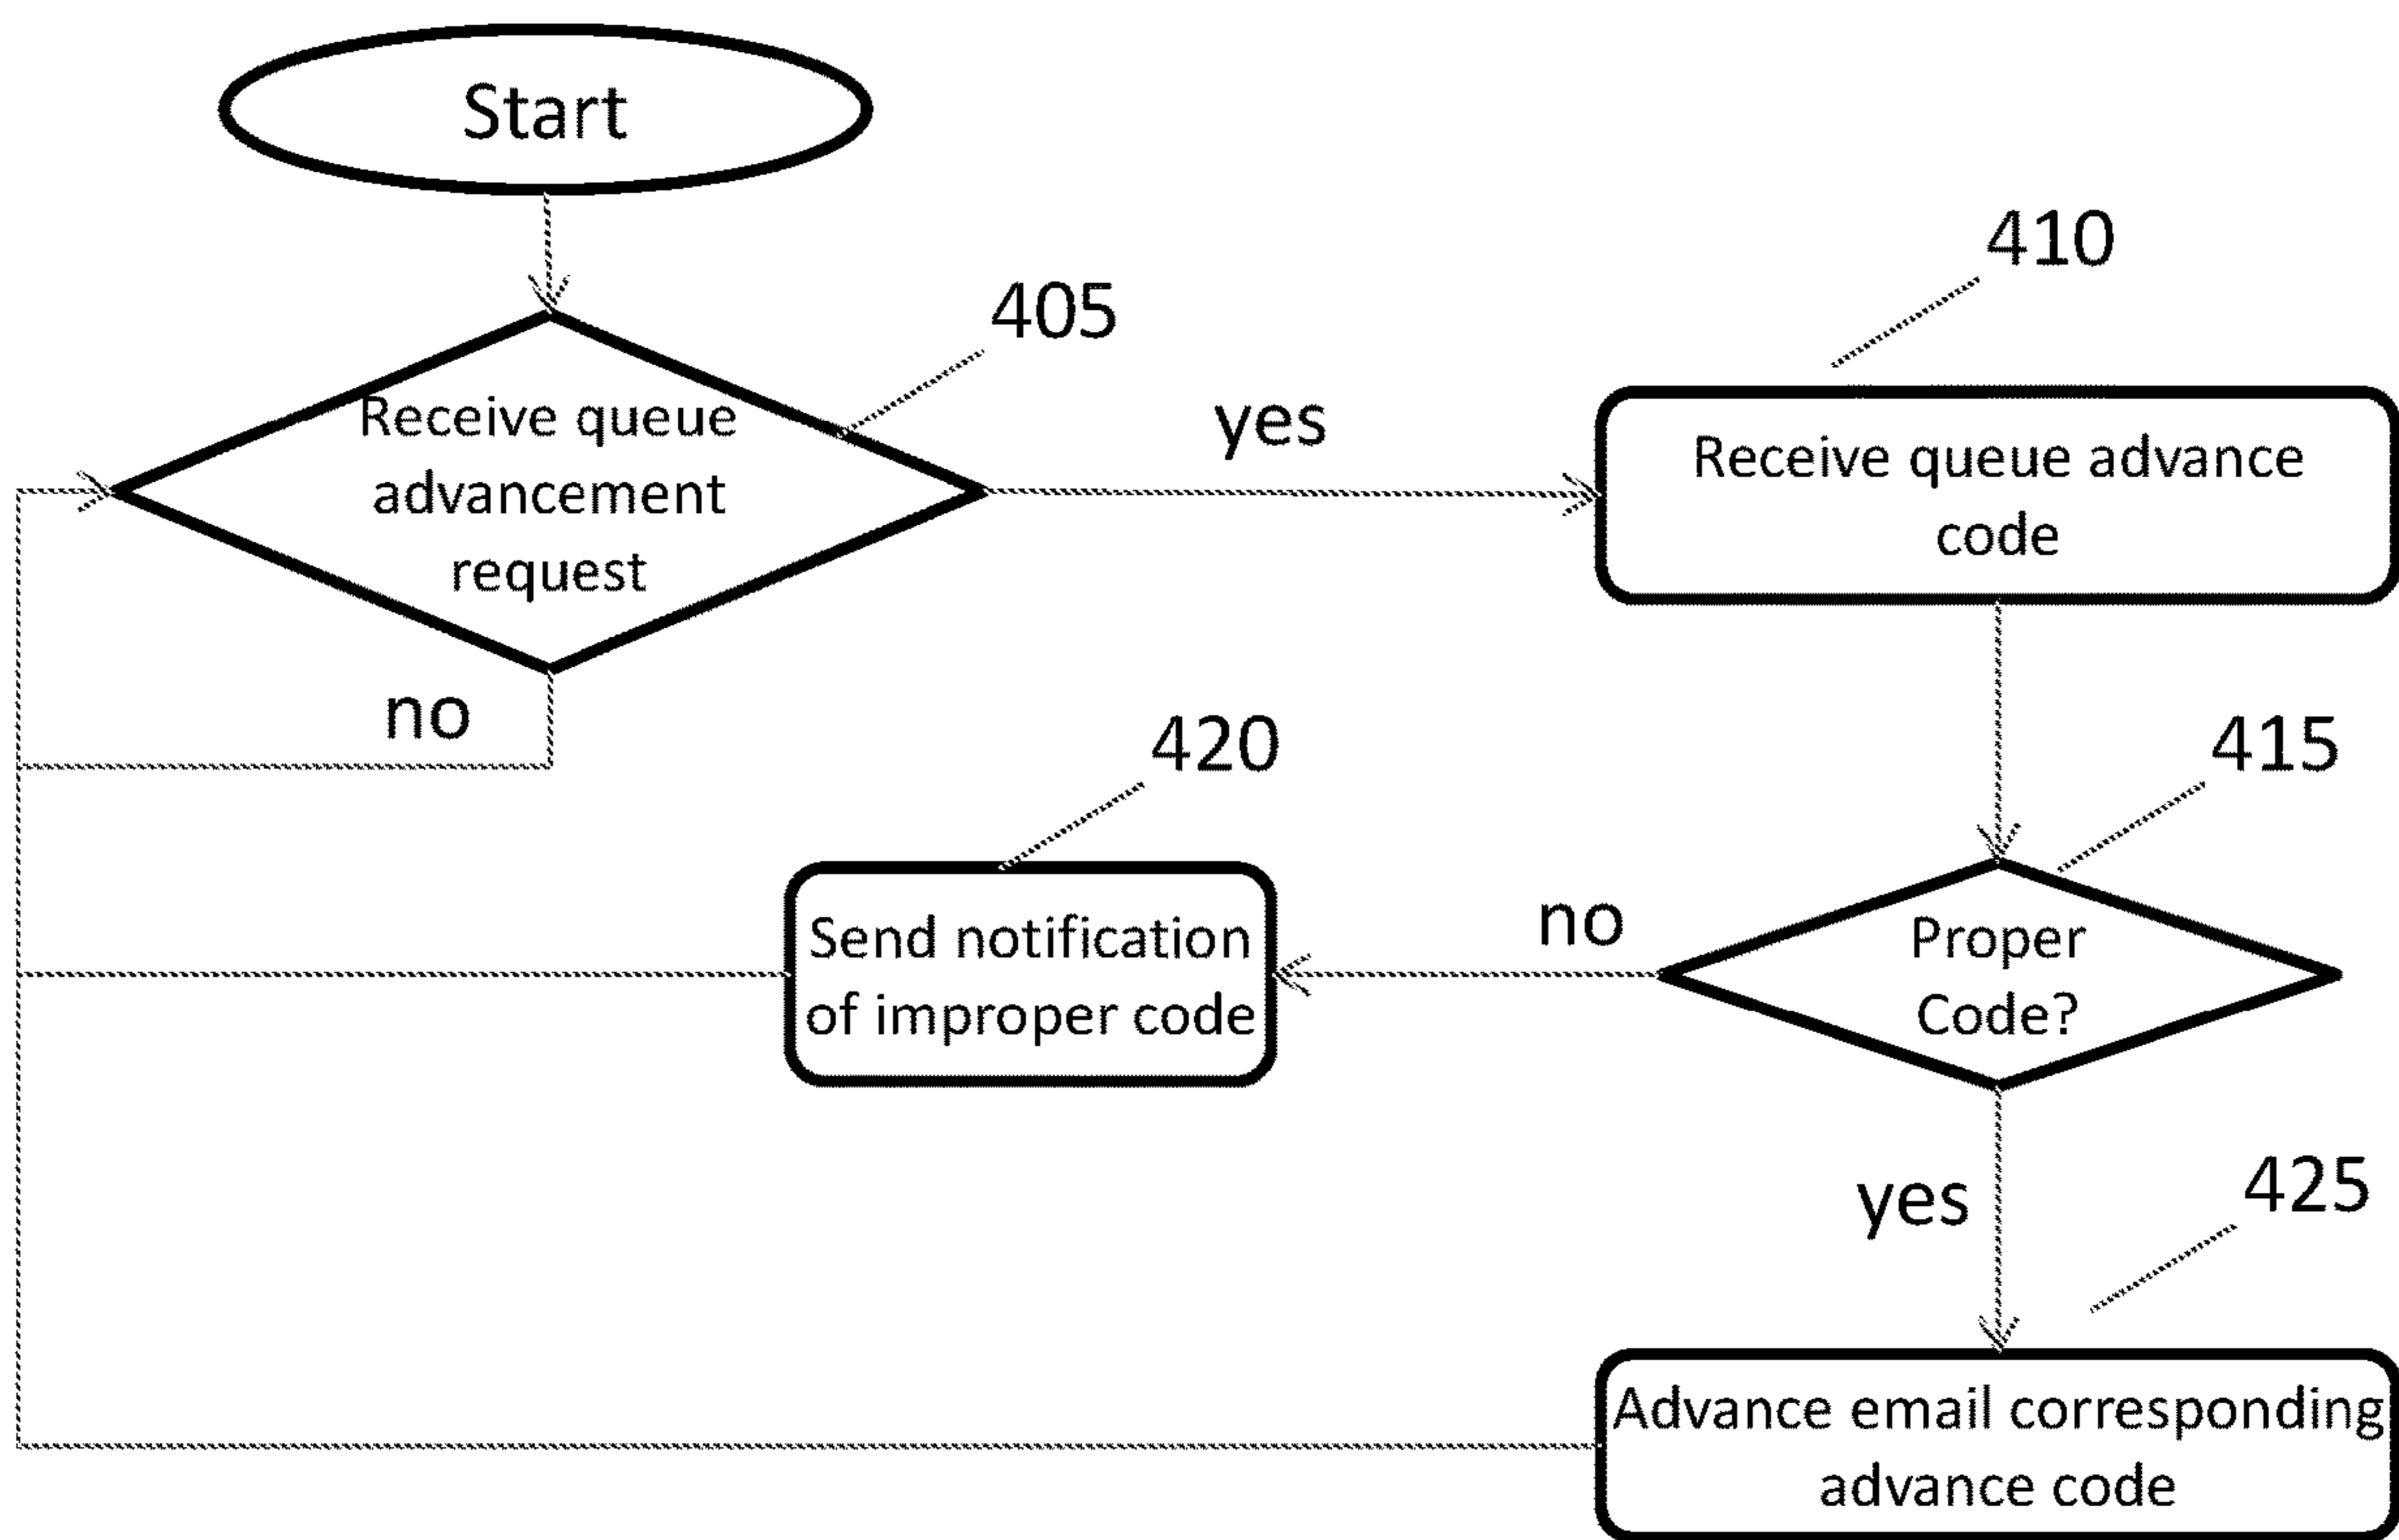 Start
405
410
Receive queue
advancement
request
yes
Receive queue advance
code
no
420
415
Send notification
of improper code
no
Proper
Code?
yes
425
Advance email corresponding
advance code